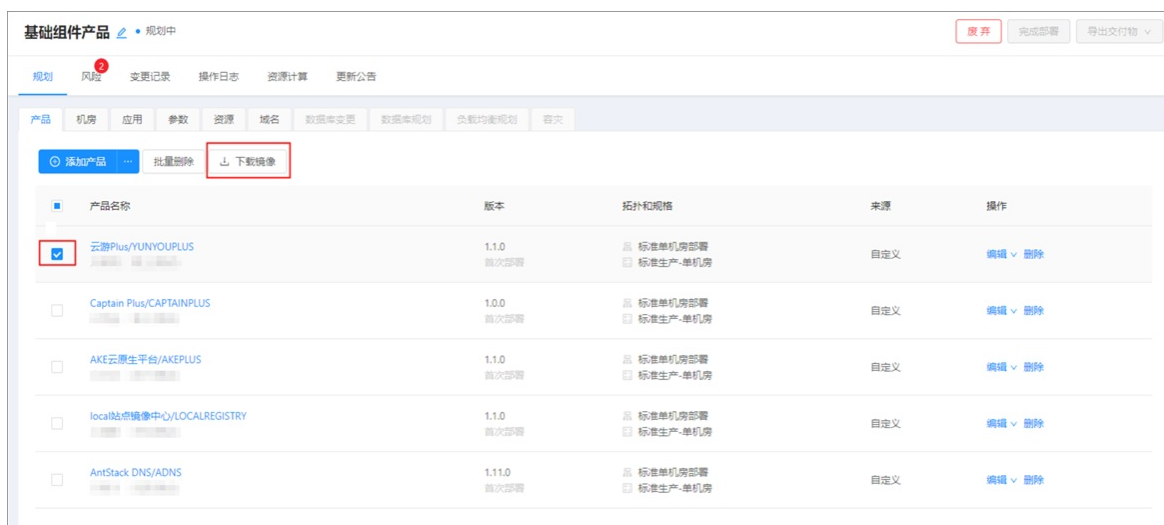 基础组件产品 规划中 废 弃 完成部署 导出交付物
规划 风险 2 变更记录 操作日志 资源计算 更新公告
产品 机房 应用 参数 资源 域名 数据库变更 数据库规划 负载均衡规划 容灾
添加产品 ··· 批量删除 下载镜像
产品名称 版本 拓扑和规格 来源 操作
云游Plus/YUNYOUPLUS 1.1.0 标准单机房部署 自定义 编辑 删除
首次部署 标准生产-单机房
Captain Plus/CAPTAINPLUS 1.0.0 标准单机房部署 自定义 编辑 删除
首次部署 标准生产-单机房
AKE云原生平台/AKEPLUS 1.1.0 标准单机房部署 自定义 编辑 删除
首次部署 标准生产-单机房
local站点镜像中心/LOCALREGISTRY 1.1.0 标准单机房部署 自定义 编辑 删除
首次部署 标准生产-单机房
AntStack DNS/ADNS 1.11.0 标准单机房部署 自定义 编辑 删除
首次部署 标准生产-单机房